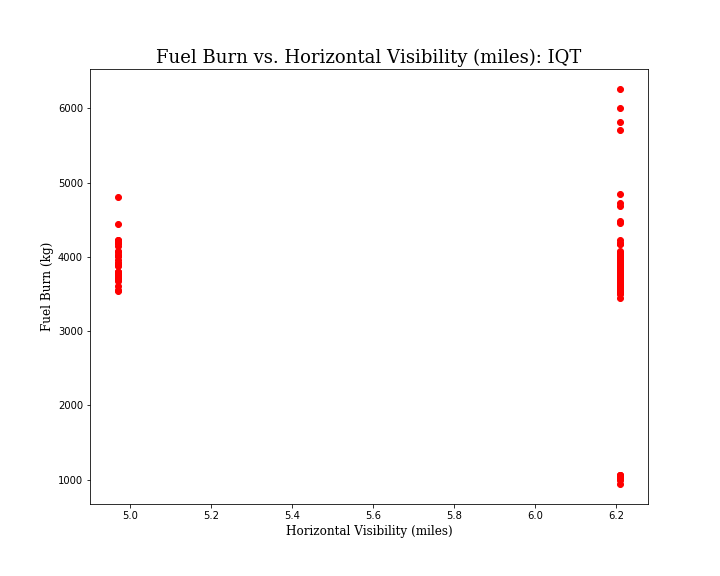 Fuel Burn vs. Horizontal Visibility (miles): IQT
6000
5000
4000
3000
2000
1000
Fuel Burn (kg)
5.0 5.2 5.4 5.6 5.8 6.0 6.2
Horizontal Visibility (miles)